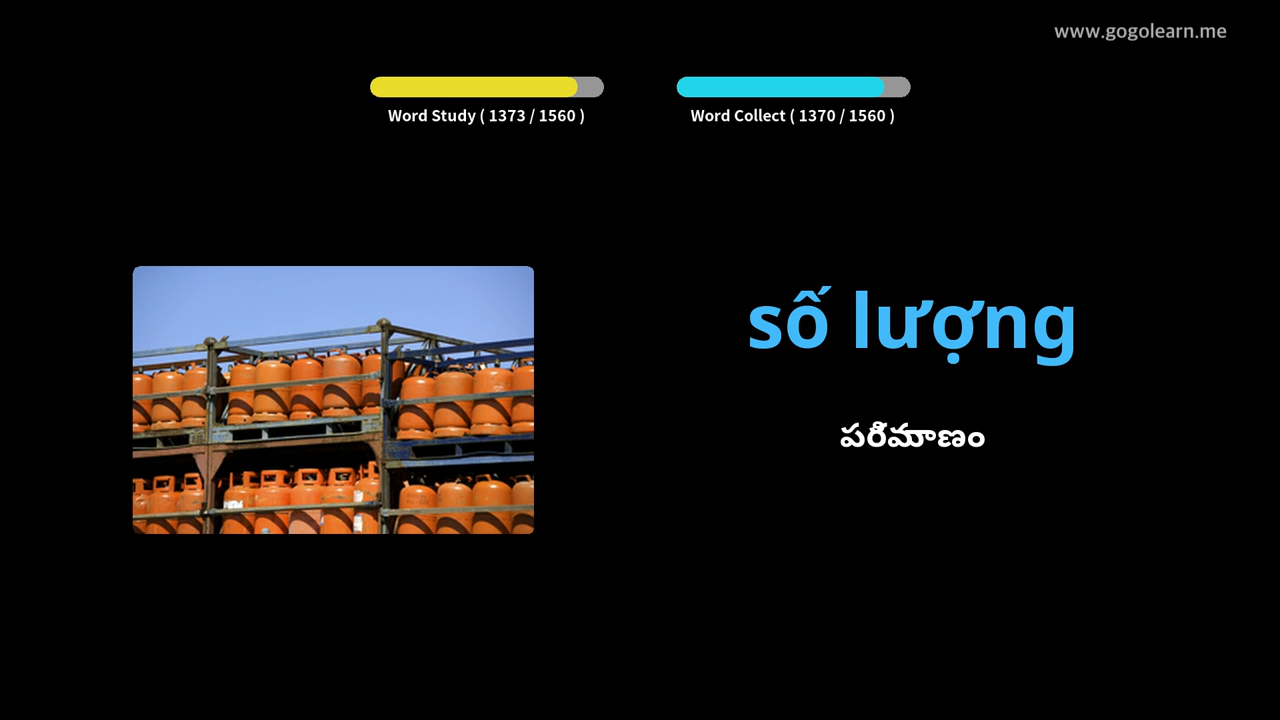 www.gogolearn.me
Word Study ( 1373 / 1560 )
Word Collect ( 1370 / 1560 )
số lượng
పరిమాణం